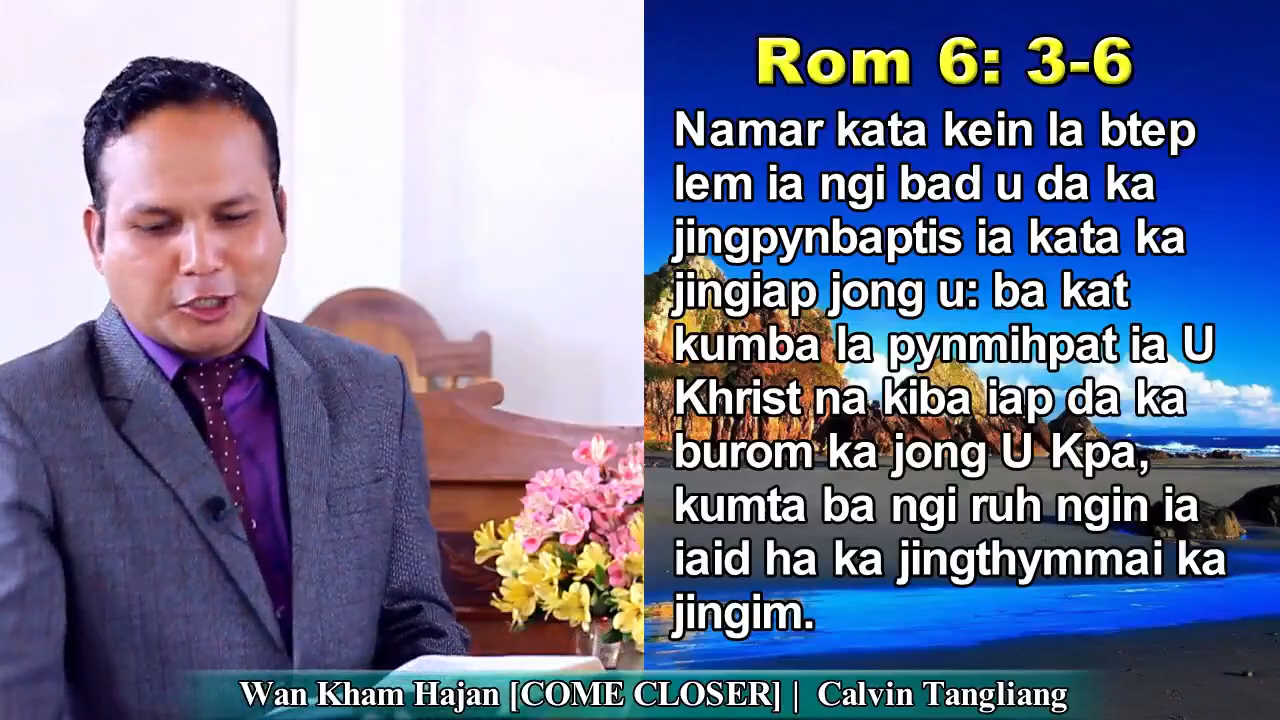 Rom 6: 3-6
Namar kata kein la btep
lem ia ngi bad u da ka
jingpynbaptis ia kata ka
jingiap jong u: ba kat
kumba la pynmihpat ia U
Khrist na kiba iap da ka
burom ka jong U Kpa,
kumta ba ngi ruh ngin ia
iaid ha ka jingthymmai ka
jingim.
Wan Kham Hajan [COME CLOSER] | Calvin Tangliang